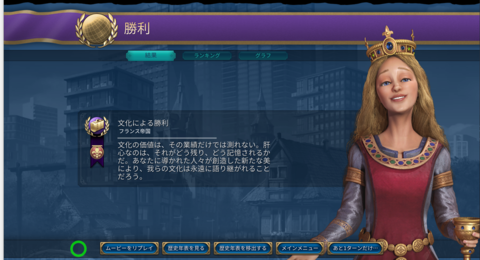 勝利
結果 ランキング グラフ
文化による勝利
フランス帝国
文化の価値は、その業績だけでは測れない。肝
心なのは、それがどう残り、どう記憶されるか
だ。あなたに導かれた人々が創造した新たな美
により、我らの文化は永遠に語り継がれること
だろう。
ムービーをリプレイ 歴史年表を見る 歴史年表を移出する メインメニュー あと1ターンだけ…